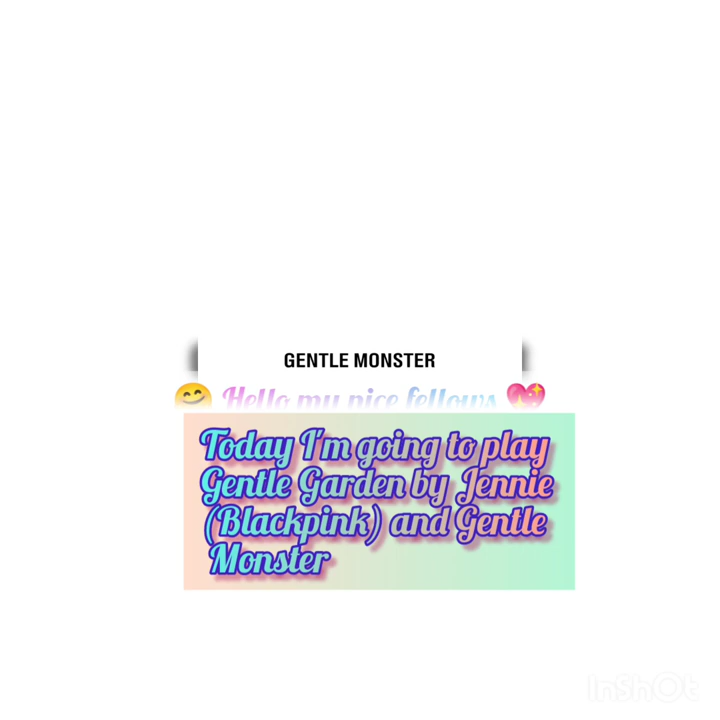 GENTLE MONSTER
😊 Hello my nice fellows 💖
Today I'm going to play
Gentle Garden by Jennie
(Blackpink) and Gentle
Monster
InShOt